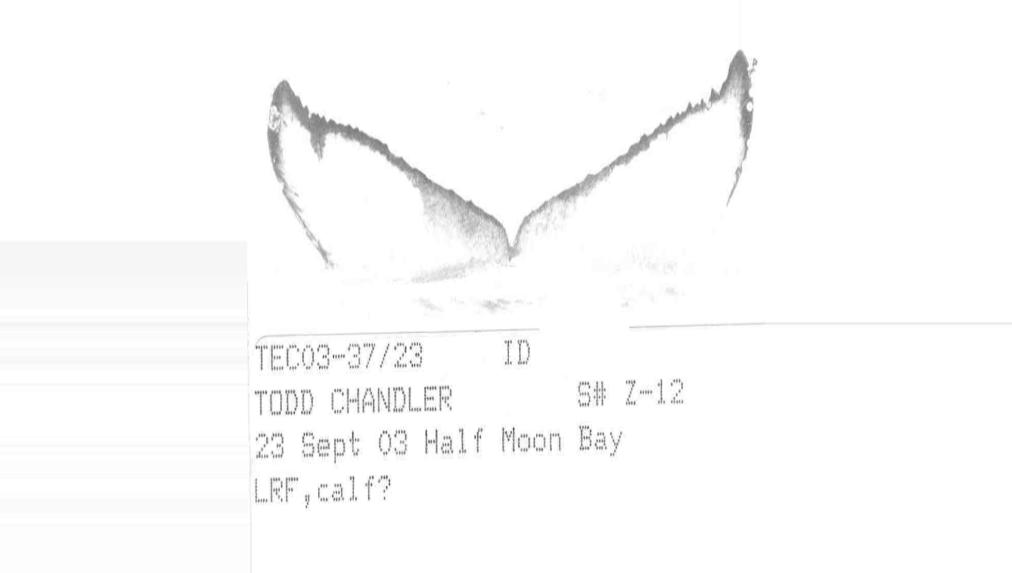 TEC03-37/23 ID
TODD CHANDLER S# Z-12
23 Sept 03 Half Moon Bay
LRF,calf?